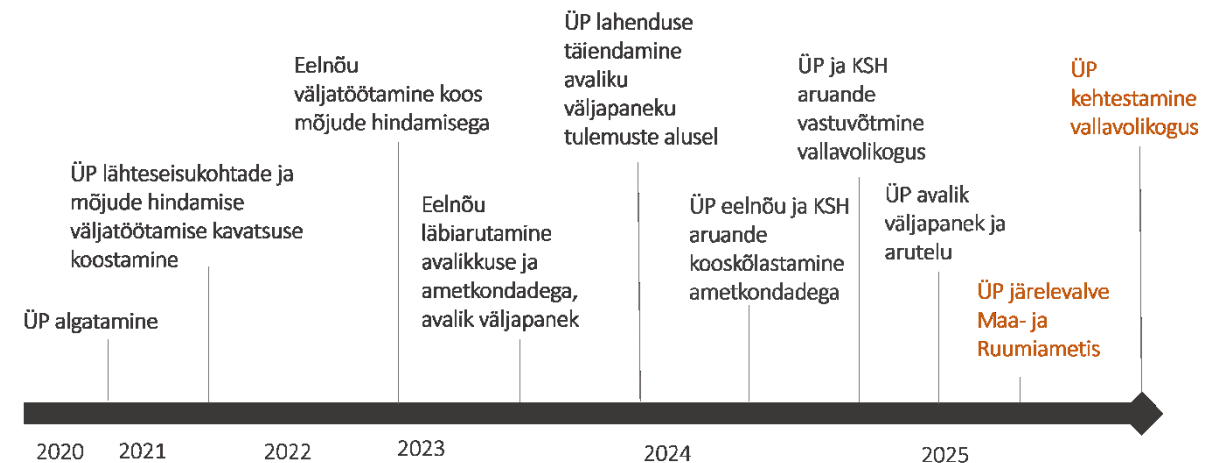 ÜP algatamine
ÜP lähteseisukohtade ja
mõjude hindamise
väljatöötamise kavatsuse
koostamine
Eelnõu
väljatöötamine koos
mõjude hindamisega
Eelnõu
läbiarutamine
avalikkuse ja
ametkondadega,
avalik väljapanek
ÜP lahenduse
täiendamine
avaliku
väljapaneku
tulemuste alusel
ÜP eelnõu ja KSH
aruande
kooskõlastamine
ametkondadega
ÜP ja KSH
aruande
vastuvõtmine
vallavolikogus
ÜP avalik
väljapanek ja
arutelu
ÜP järelevalve
Maa- ja
Ruumiametis
ÜP
kehtestamine
vallavolikogus
2020
2021
2022
2023
2024
2025